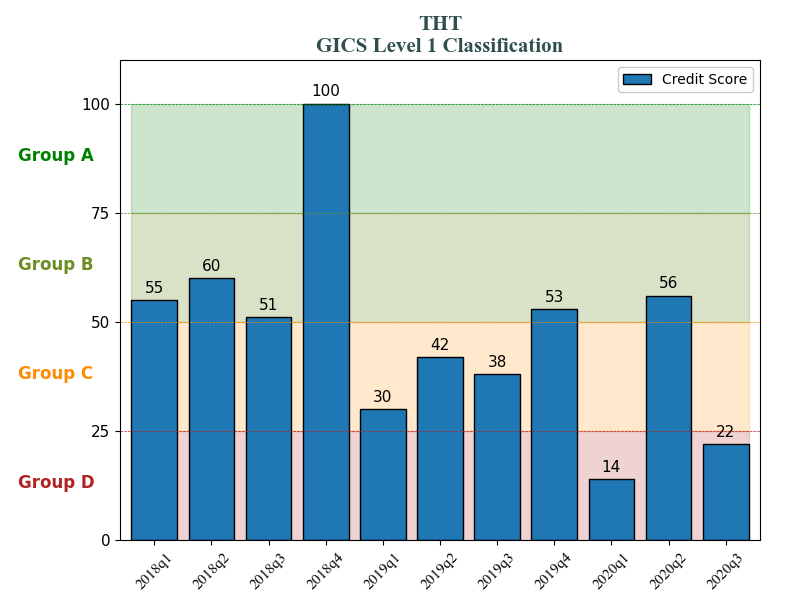 THT
GICS Level 1 Classification
Credit Score
100
75
50
25
0
Group A
Group B
Group C
Group D
55
60
51
100
30
42
38
53
14
56
22
2018q1
2018q2
2018q3
2018q4
2019q1
2019q2
2019q3
2019q4
2020q1
2020q2
2020q3